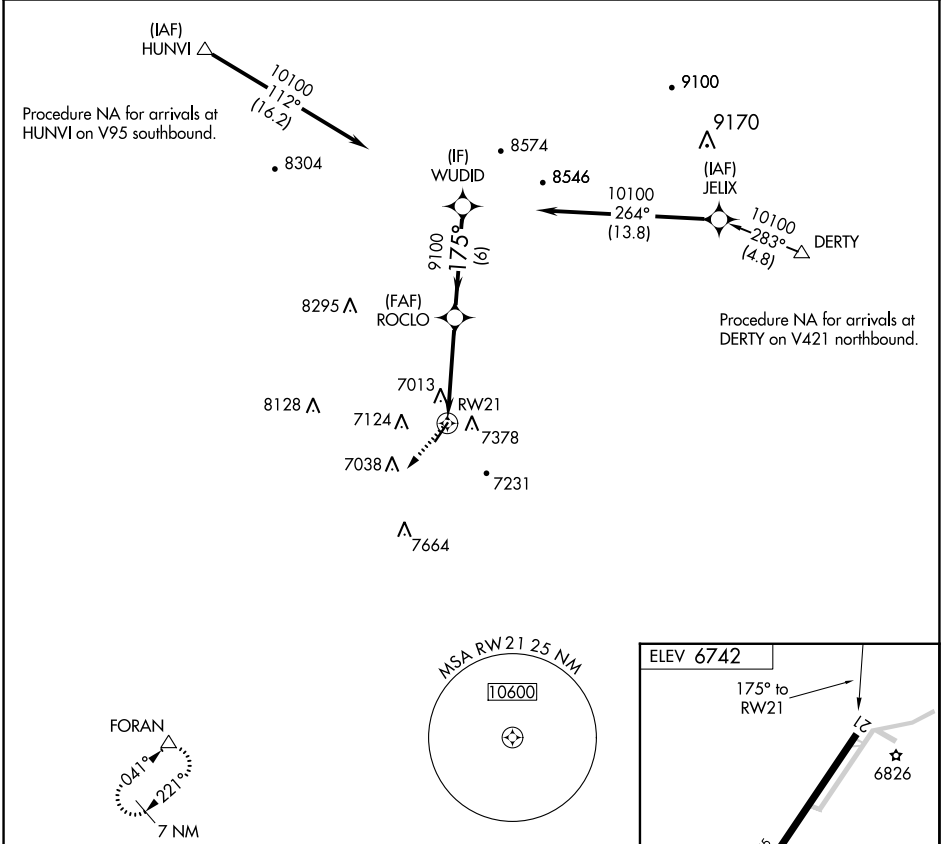 (IAF)
HUNVI
10100
112°
(16.2)
Procedure NA for arrivals at
HUNVI on V95 southbound.
8304
9100
9170
8574
8546
(IF)
WUDID
(IAF)
JELIX
10100
264°
(13.8)
10100
283°
(4.8)
DERTY
9100
175°
(6)
8295
(FAF)
ROCLO
Procedure NA for arrivals at
DERTY on V421 northbound.
7013
RW21
8128
7124
7378
7038
7231
7664
MSA RW21 25 NM
10600
FORAN
041°
221°
7 NM
ELEV 6742
175° to
RW21
21
6826